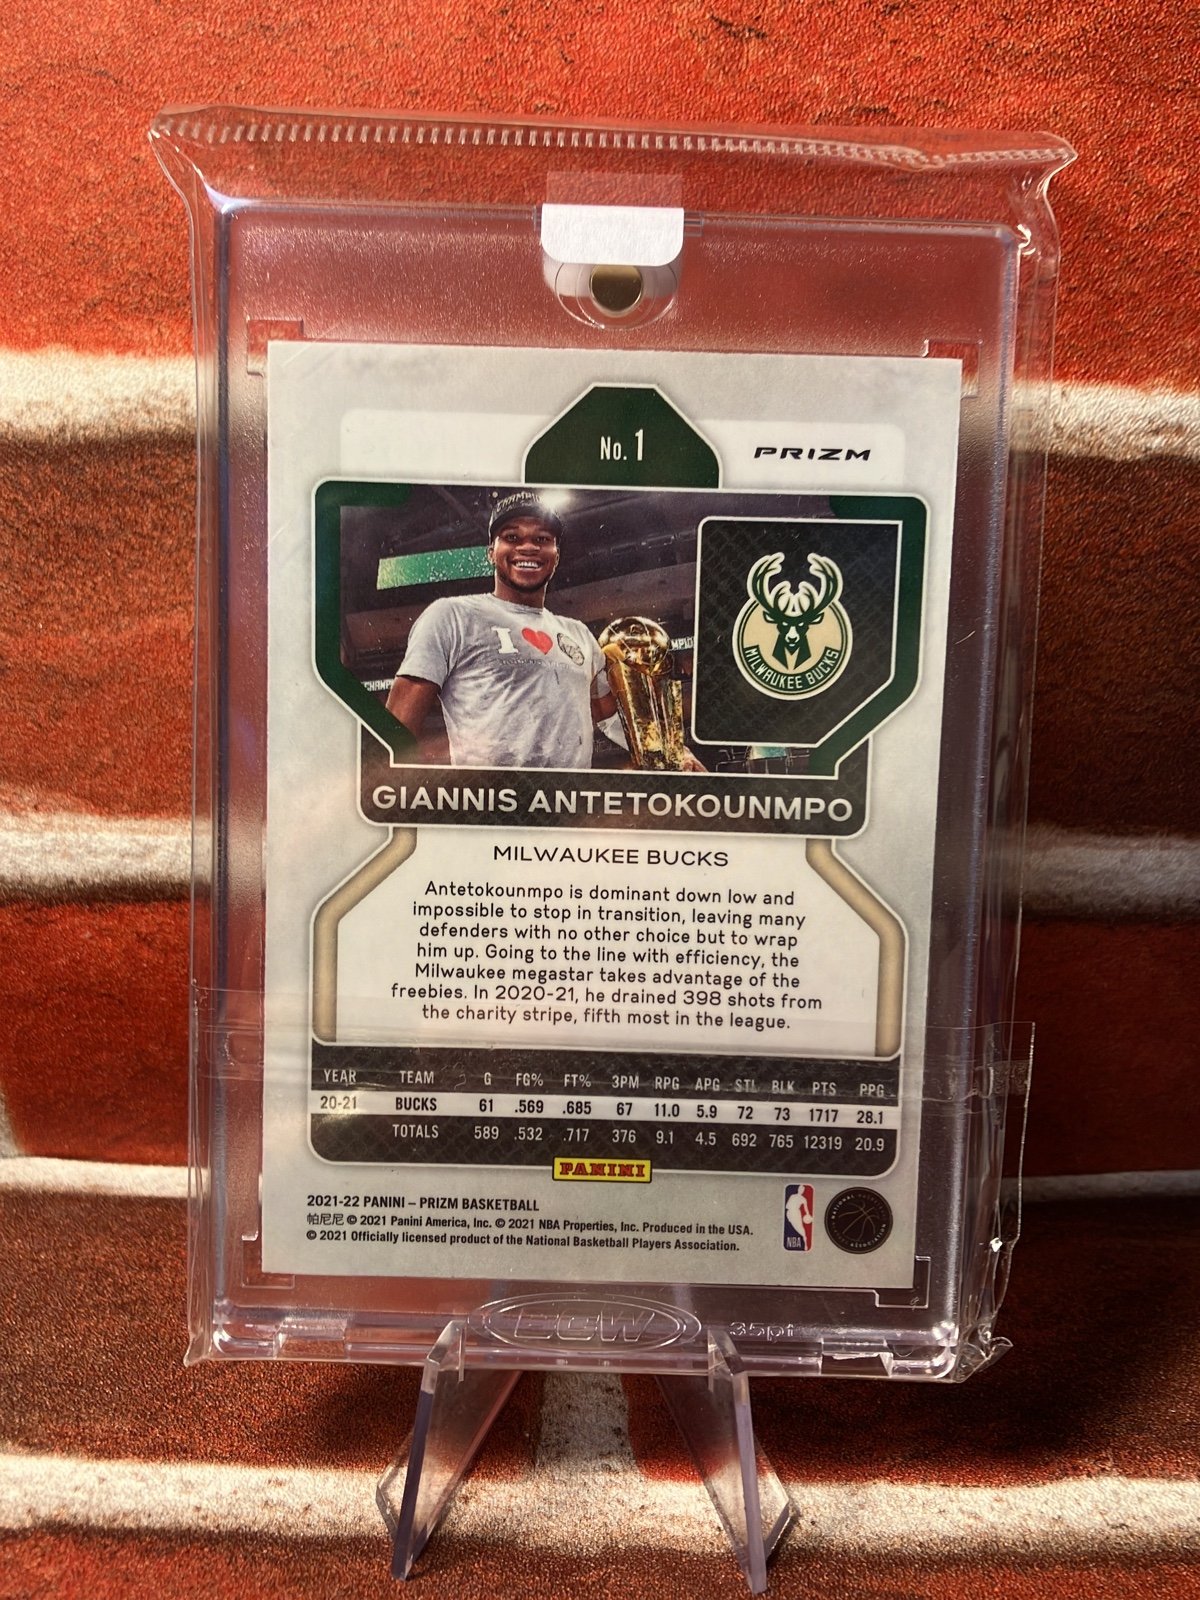 No. 1
PRIZM
CHAMPI
I ❤
MILWAUKEE BUCKS
GIANNIS ANTETOKOUNMPO
MILWAUKEE BUCKS
Antetokounmpo is dominant down low and
impossible to stop in transition, leaving many
defenders with no other choice but to wrap
him up. Going to the line with efficiency, the
Milwaukee megastar takes advantage of the
freebies. In 2020-21, he drained 398 shots from
the charity stripe, fifth most in the league.
YEAR TEAM G FG% FT% 3PM RPG APG STL BLK PTS PPG
20-21 BUCKS 61 .569 .685 67 11.0 5.9 72 73 1717 28.1
TOTALS 589 .532 .717 376 9.1 4.5 692 765 12319 20.9
PANINI
2021-22 PANINI – PRIZM BASKETBALL
帕尼尼 © 2021 Panini America, Inc. © 2021 NBA Properties, Inc. Produced in the USA.
© 2021 Officially licensed product of the National Basketball Players Association.
NBA
35pt